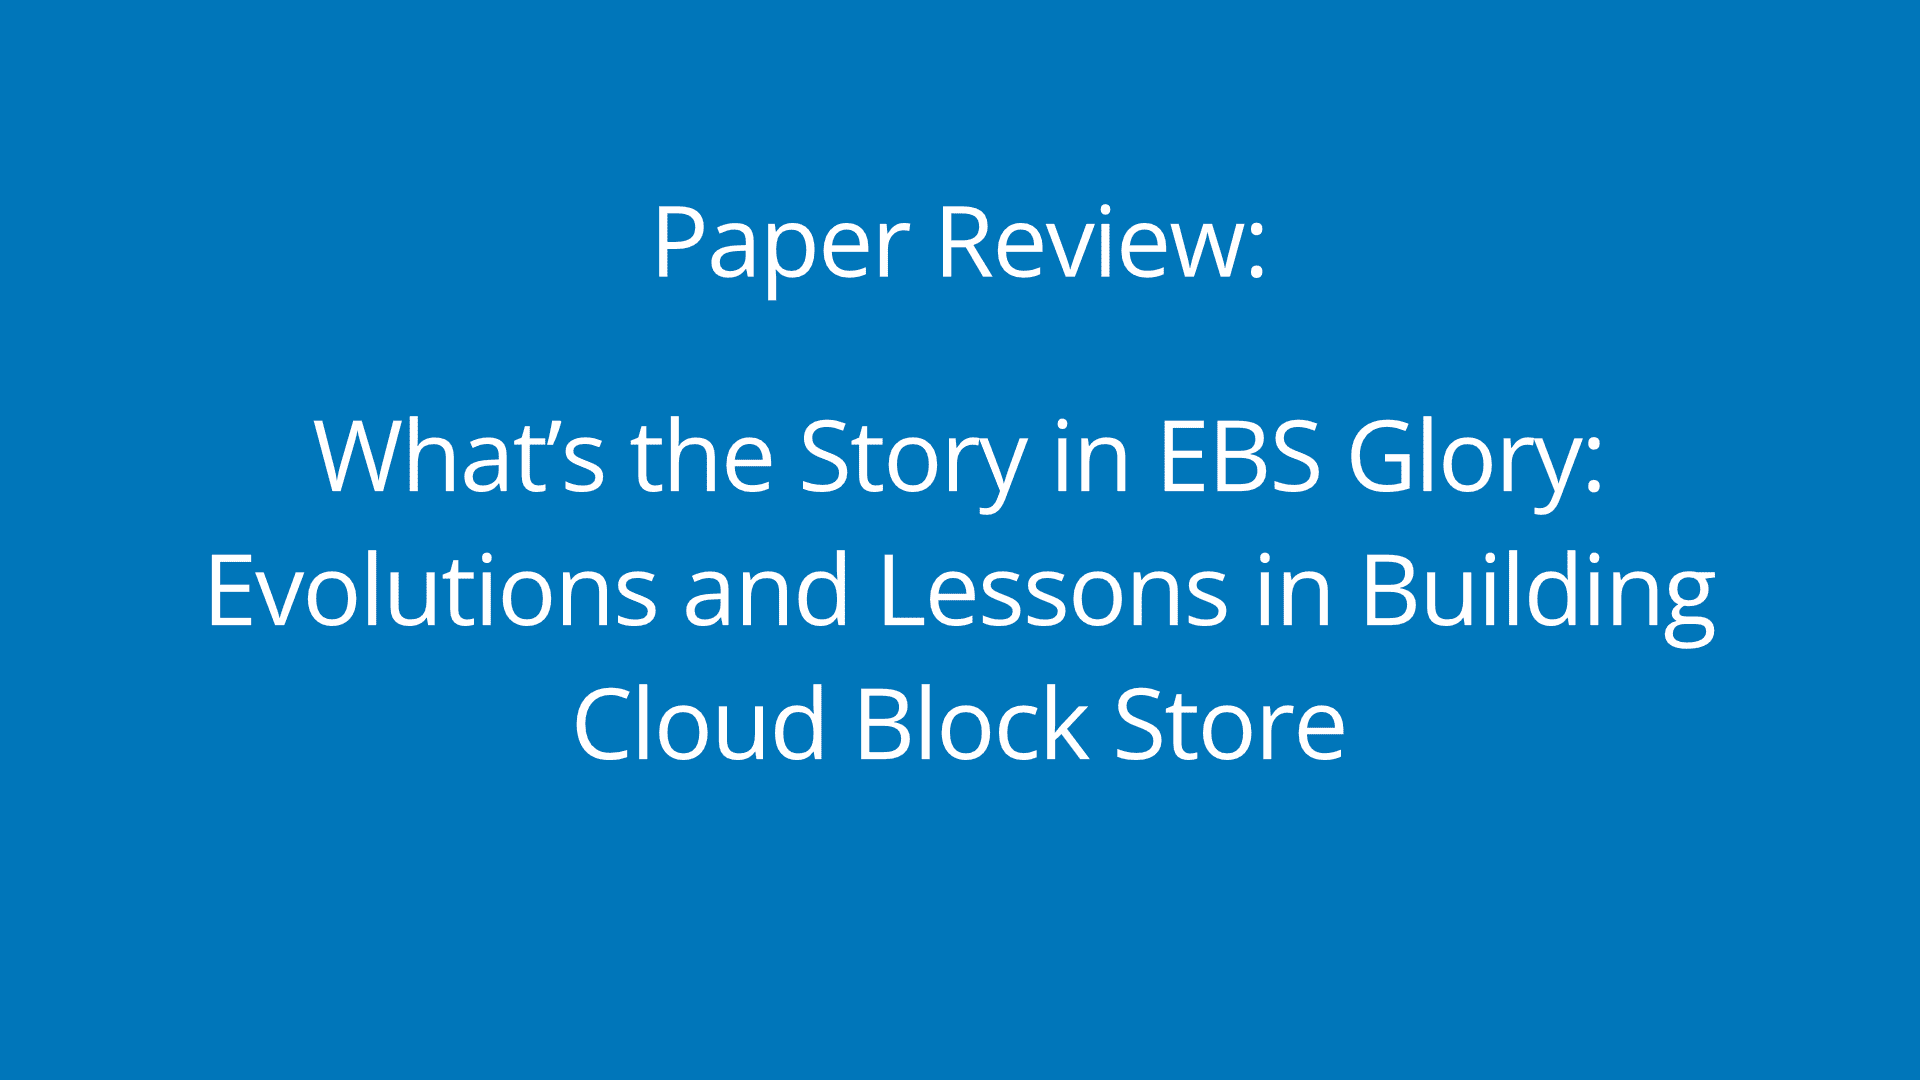 Paper Review:
What’s the Story in EBS Glory:
Evolutions and Lessons in Building
Cloud Block Store